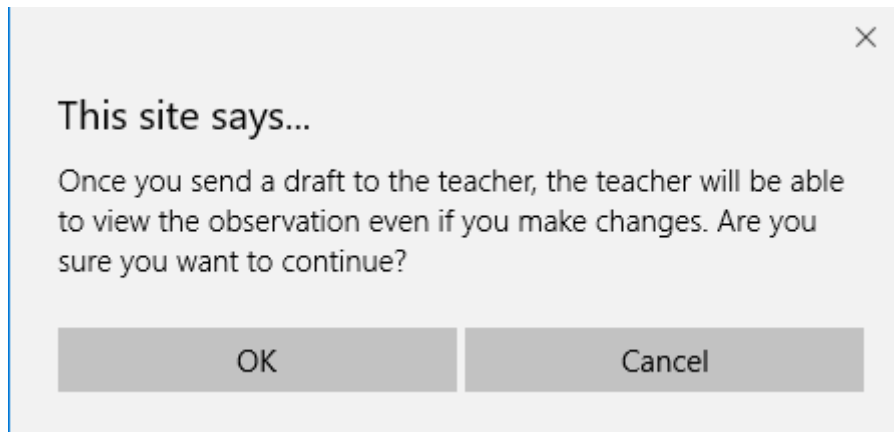 This site says...
Once you send a draft to the teacher, the teacher will be able
to view the observation even if you make changes. Are you
sure you want to continue?
OK
Cancel